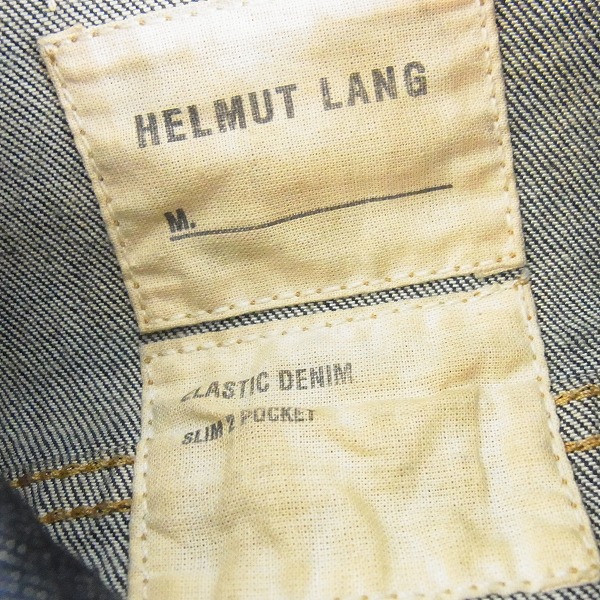 HELMUT LANG
M.
ELASTIC DENIM
SLIM 2 POCKET